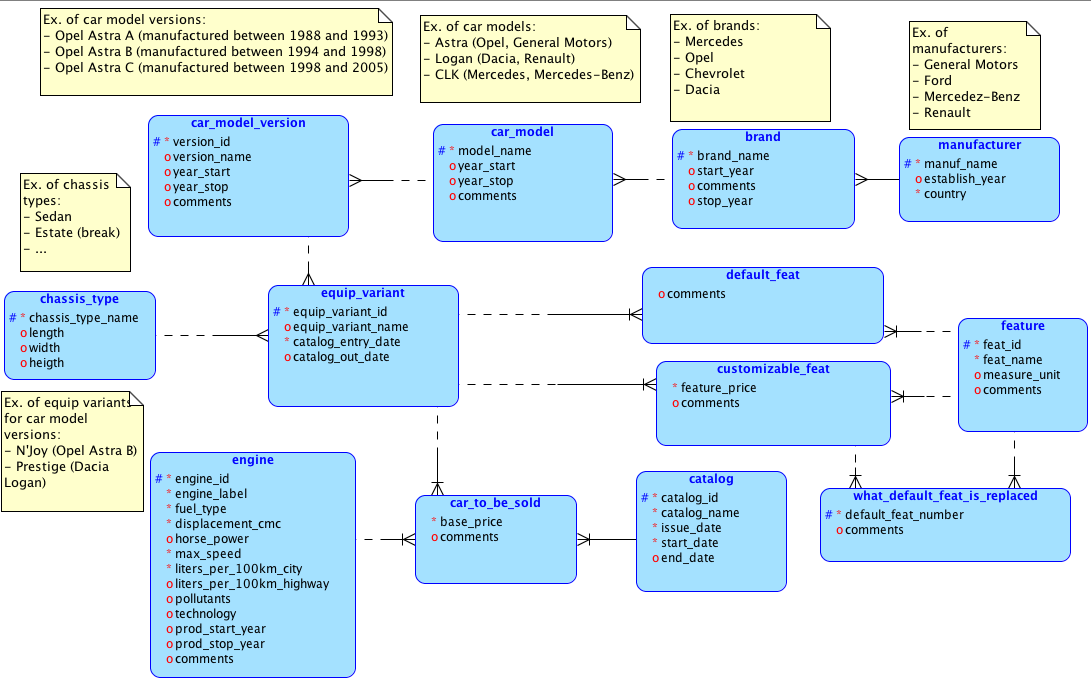 Ex. of car model versions:
- Opel Astra A (manufactured between 1988 and 1993)
- Opel Astra B (manufactured between 1994 and 1998)
- Opel Astra C (manufactured between 1998 and 2005)
Ex. of car models:
- Astra (Opel, General Motors)
- Logan (Dacia, Renault)
- CLK (Mercedes, Mercedes-Benz)
Ex. of brands:
- Mercedes
- Opel
- Chevrolet
- Dacia
Ex. of
manufacturers:
- General Motors
- Ford
- Mercedez-Benz
- Renault
car_model_version
# * version_id
o version_name
o year_start
o year_stop
o comments
car_model
# * model_name
o year_start
o year_stop
o comments
brand
# * brand_name
o start_year
o comments
o stop_year
manufacturer
# * manuf_name
o establish_year
* country
Ex. of chassis
types:
- Sedan
- Estate (break)
- ...
chassis_type
# * chassis_type_name
o length
o width
o heigth
equip_variant
# * equip_variant_id
o equip_variant_name
* catalog_entry_date
o catalog_out_date
default_feat
o comments
customizable_feat
* feature_price
o comments
feature
# * feat_id
* feat_name
o measure_unit
o comments
Ex. of equip variants
for car model
versions:
- N'Joy (Opel Astra B)
- Prestige (Dacia
Logan)
engine
# * engine_id
* engine_label
* fuel_type
* displacement_cmc
o horse_power
* max_speed
* liters_per_100km_city
o liters_per_100km_highway
o pollutants
o technology
o prod_start_year
o prod_stop_year
o comments
car_to_be_sold
* base_price
o comments
catalog
# * catalog_id
* catalog_name
* issue_date
* start_date
o end_date
what_default_feat_is_replaced
# * default_feat_number
o comments